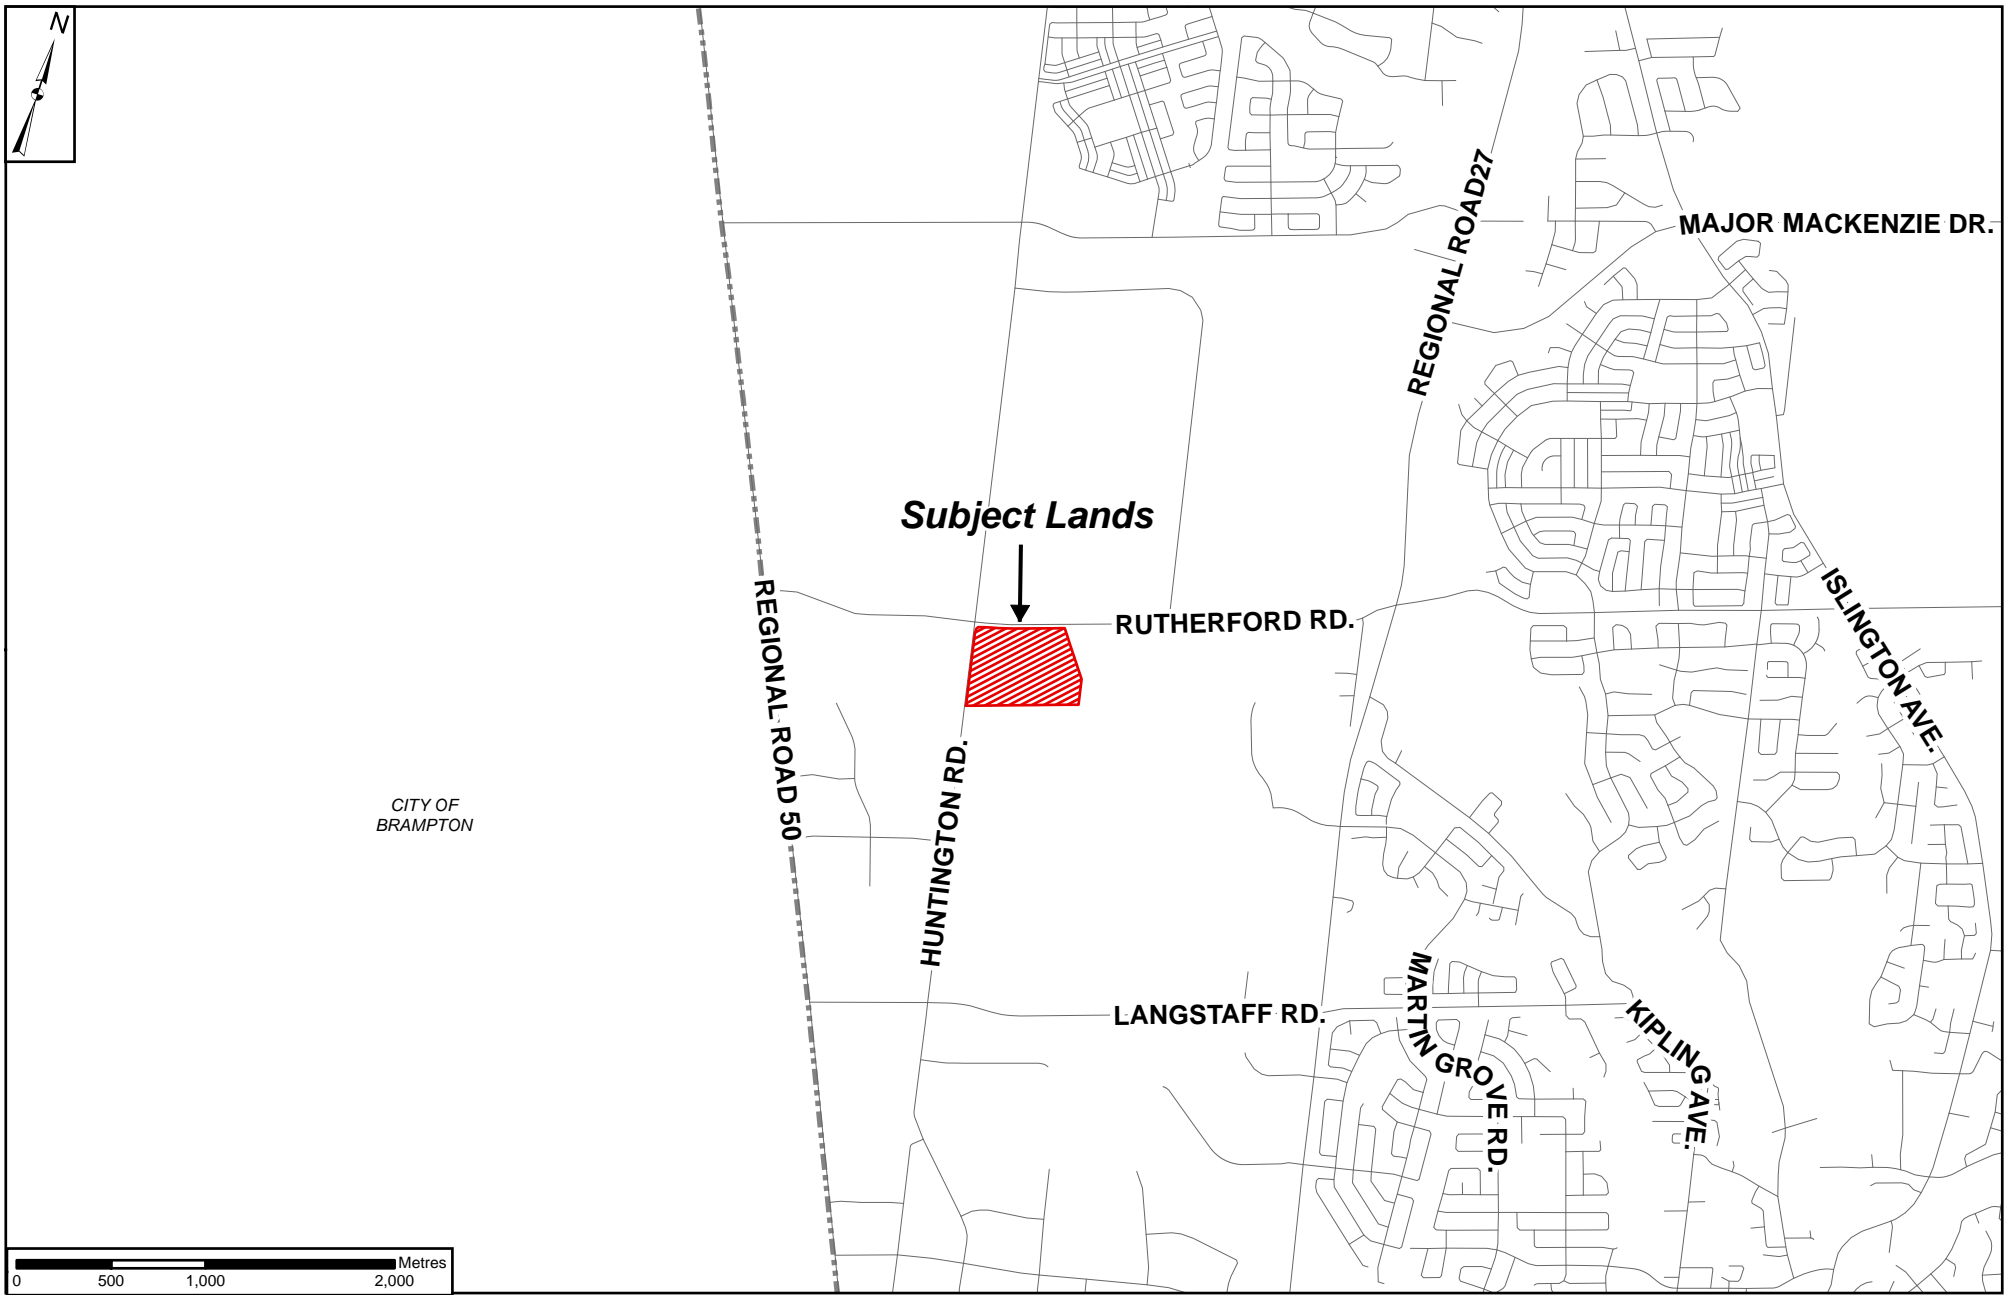 N
MAJOR MACKENZIE DR.
REGIONAL ROAD27
Subject Lands
RUTHERFORD RD.
ISLINGTON AVE.
REGIONAL ROAD 50
HUNTINGTON RD.
CITY OF
BRAMPTON
LANGSTAFF RD.
MARTIN GROVE RD.
KIPLING AVE.
Metres
0 500 1,000 2,000